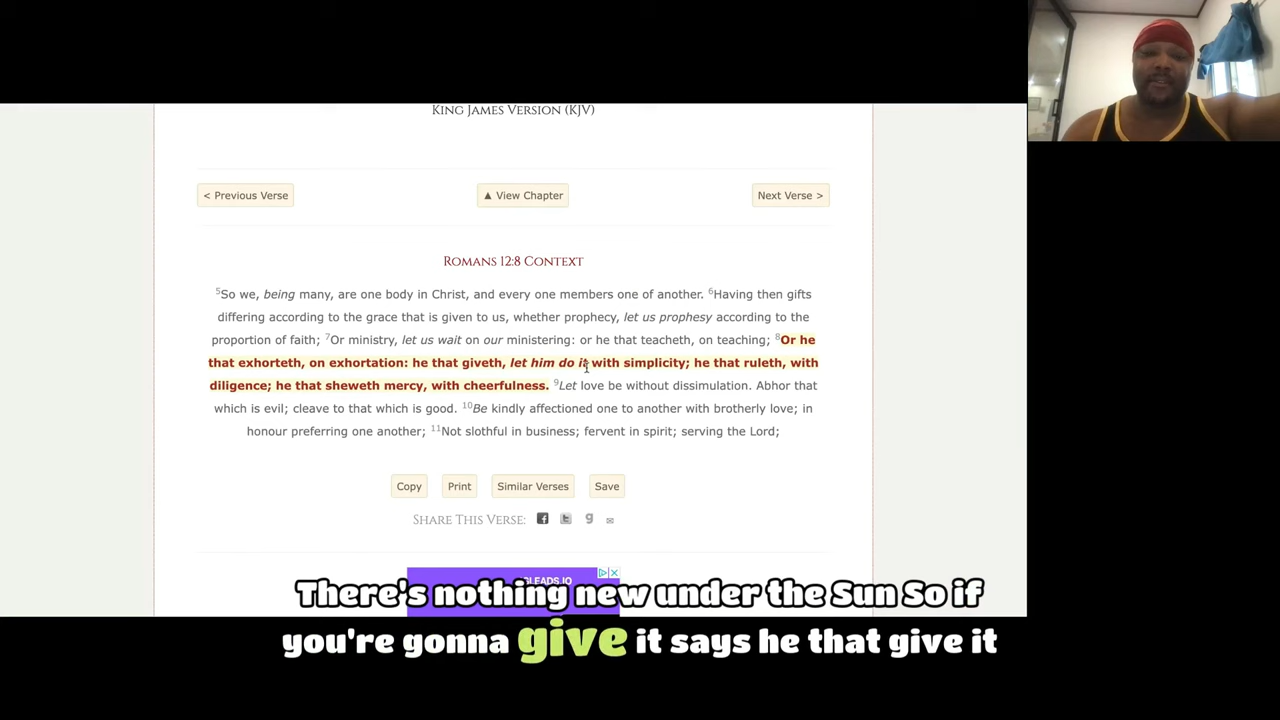 KING JAMES VERSION (KJV)
< Previous Verse
▲ View Chapter
Next Verse >
ROMANS 12:8 CONTEXT
5So we, being many, are one body in Christ, and every one members one of another. 6Having then gifts
differing according to the grace that is given to us, whether prophecy, let us prophesy according to the
proportion of faith; 7Or ministry, let us wait on our ministering: or he that teacheth, on teaching; 8Or he
that exhorteth, on exhortation: he that giveth, let him do it with simplicity; he that ruleth, with
diligence; he that sheweth mercy, with cheerfulness. 9Let love be without dissimulation. Abhor that
which is evil; cleave to that which is good. 10Be kindly affectioned one to another with brotherly love; in
honour preferring one another; 11Not slothful in business; fervent in spirit; serving the Lord;
Copy
Print
Similar Verses
Save
SHARE THIS VERSE:
There's nothing new under the Sun So if
you're gonna give it says he that give it